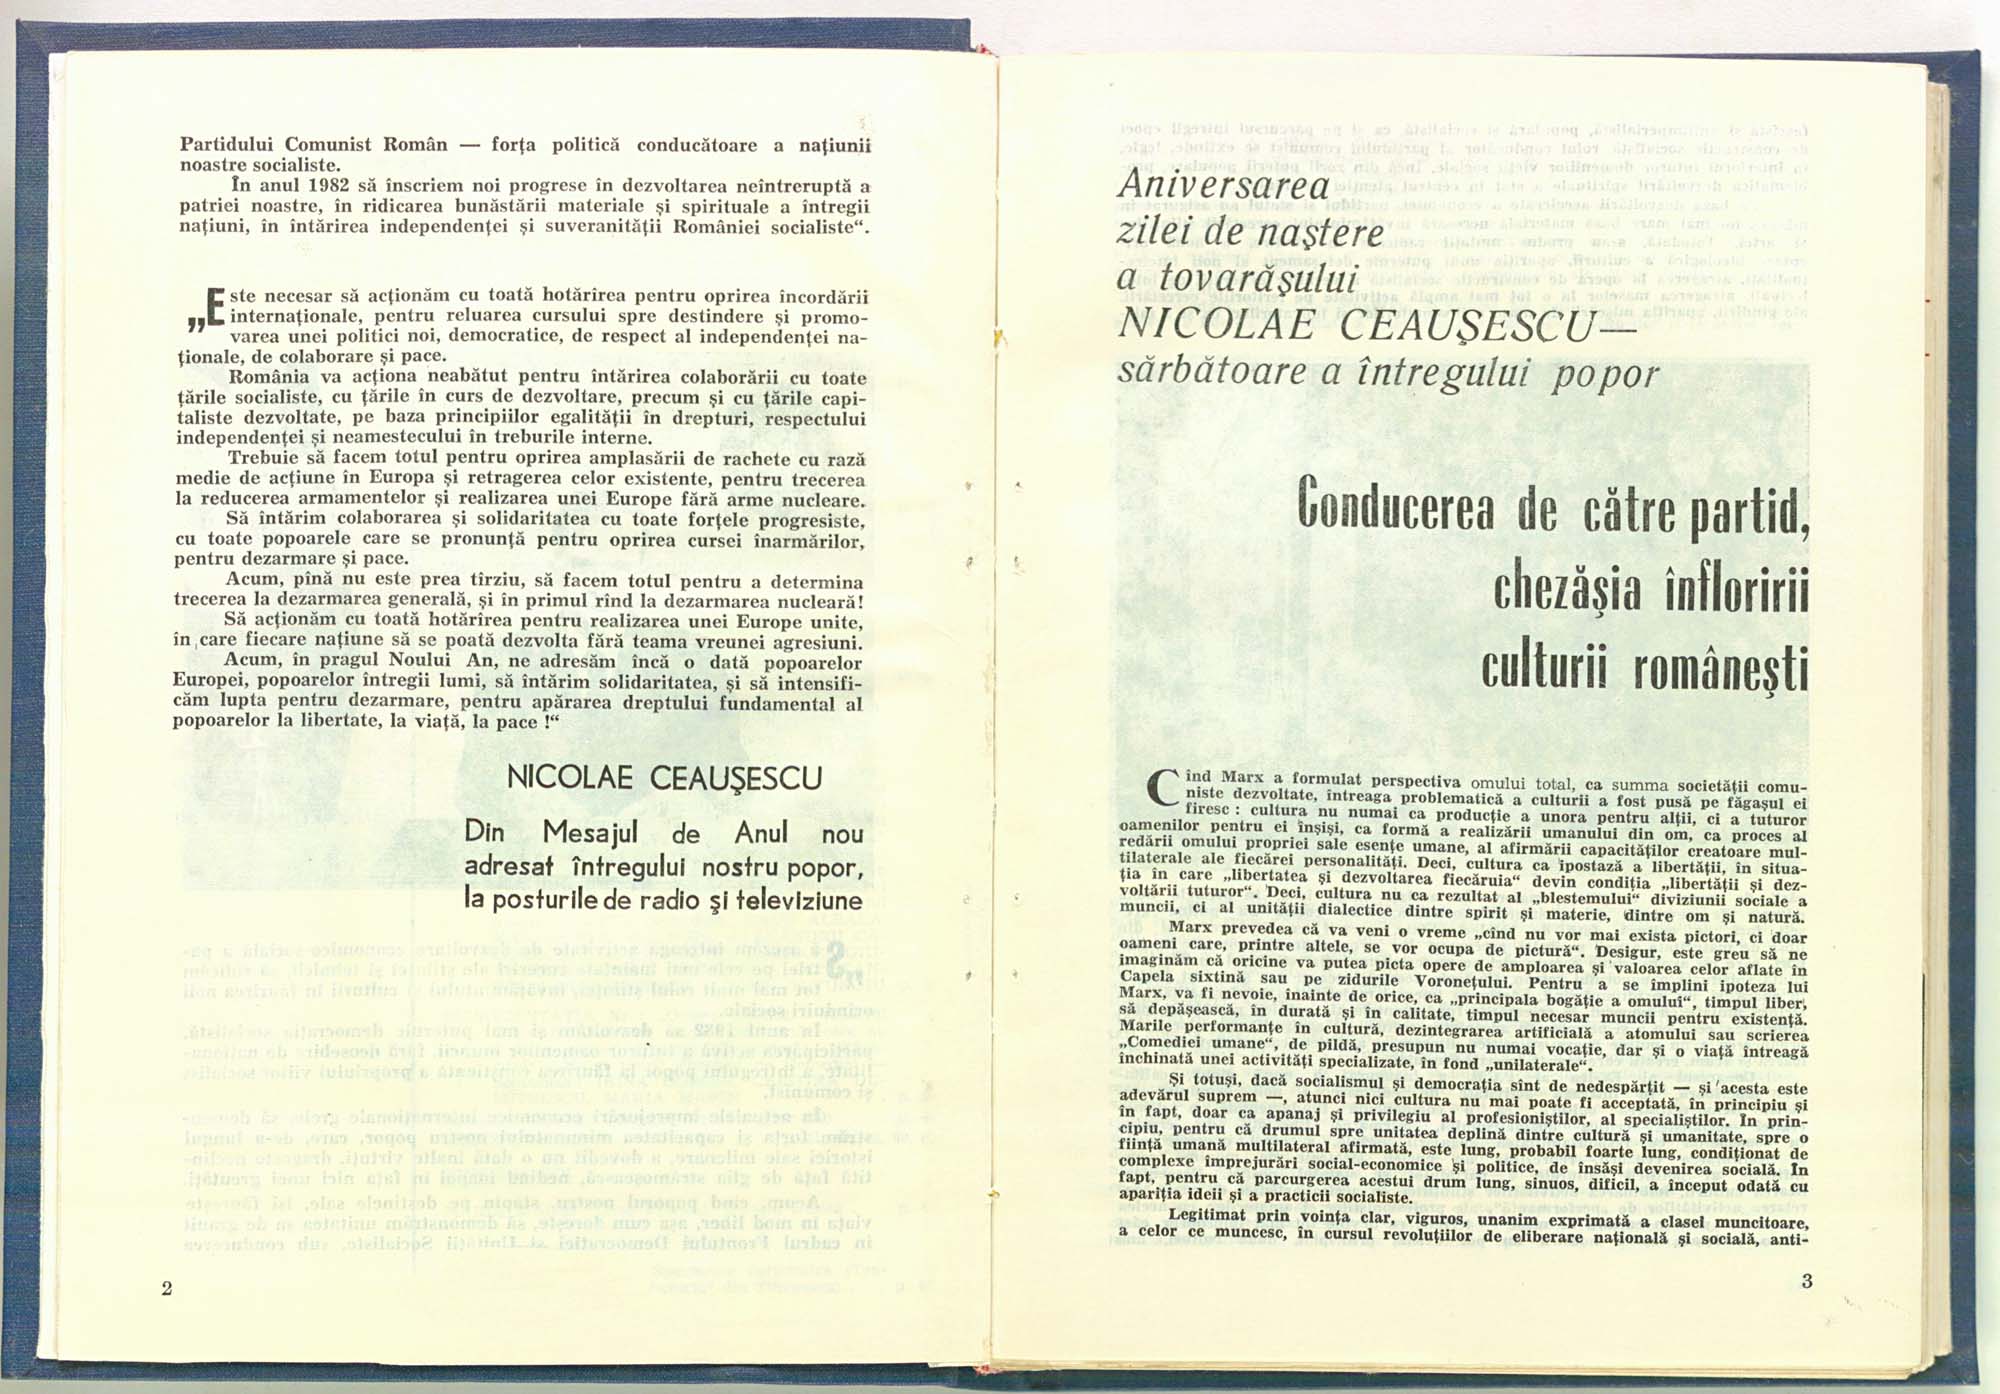 Partidului Comunist Român — forța politică conducătoare a națiunii
noastre socialiste.
În anul 1982 să înscriem noi progrese în dezvoltarea neîntreruptă a
patriei noastre, în ridicarea bunăstării materiale și spirituale a întregii
națiuni, în întărirea independenței și suveranității României socialiste“.
„Este necesar să acționăm cu toată hotărîrea pentru oprirea încordării
internaționale, pentru reluarea cursului spre destindere și promo-
varea unei politici noi, democratice, de respect al independenței na-
ționale, de colaborare și pace.
România va acționa neabătut pentru întărirea colaborării cu toate
țările socialiste, cu țările în curs de dezvoltare, precum și cu țările capi-
taliste dezvoltate, pe baza principiilor egalității în drepturi, respectului
independenței și neamestecului în treburile interne.
Trebuie să facem totul pentru oprirea amplasării de rachete cu rază
medie de acțiune în Europa și retragerea celor existente, pentru trecerea
la reducerea armamentelor și realizarea unei Europe fără arme nucleare.
Să întărim colaborarea și solidaritatea cu toate forțele progresiste,
cu toate popoarele care se pronunță pentru oprirea cursei înarmărilor,
pentru dezarmare și pace.
Acum, pînă nu este prea tîrziu, să facem totul pentru a determina
trecerea la dezarmarea generală, și în primul rînd la dezarmarea nucleară!
Să acționăm cu toată hotărîrea pentru realizarea unei Europe unite,
în care fiecare națiune să se poată dezvolta fără teama vreunei agresiuni.
Acum, în pragul Noului An, ne adresăm încă o dată popoarelor
Europei, popoarelor întregii lumi, să întărim solidaritatea, și să intensifi-
căm lupta pentru dezarmare, pentru apărarea dreptului fundamental al
popoarelor la libertate, la viață, la pace !“
NICOLAE CEAUȘESCU
Din Mesajul de Anul nou
adresat întregului nostru popor,
la posturile de radio și televiziune
2
Aniversarea
zilei de naștere
a tovarășului
NICOLAE CEAUȘESCU—
sărbătoare a întregului popor
Conducerea de către partid,
chezășia înfloririi
culturii românești
Cînd Marx a formulat perspectiva omului total, ca summa societății comu-
niste dezvoltate, întreaga problematică a culturii a fost pusă pe făgașul ei
firesc : cultura nu numai ca producție a unora pentru alții, ci a tuturor
oamenilor pentru ei înșiși, ca formă a realizării umanului din om, ca proces al
redării omului propriei sale esențe umane, al afirmării capacităților creatoare mul-
tilaterale ale fiecărei personalități. Deci, cultura ca ipostază a libertății, în situa-
ția în care „libertatea și dezvoltarea fiecăruia“ devin condiția „libertății și dez-
voltării tuturor“. Deci, cultura nu ca rezultat al „blestemului“ diviziunii sociale a
muncii, ci al unității dialectice dintre spirit și materie, dintre om și natură.
Marx prevedea că va veni o vreme „cînd nu vor mai exista pictori, ci doar
oameni care, printre altele, se vor ocupa de pictură“. Desigur, este greu să ne
imaginăm că oricine va putea picta opere de amploarea și valoarea celor aflate în
Capela sixtină sau pe zidurile Voronețului. Pentru a se împlini ipoteza lui
Marx, va fi nevoie, înainte de orice, ca „principala bogăție a omului“, timpul liber,
să depășească, în durată și în calitate, timpul necesar muncii pentru existență.
Marile performanțe în cultură, dezintegrarea artificială a atomului sau scrierea
„Comediei umane“, de pildă, presupun nu numai vocație, dar și o viață întreagă
închinată unei activități specializate, în fond „unilaterale“.
Și totuși, dacă socialismul și democrația sînt de nedespărțit — și acesta este
adevărul suprem —, atunci nici cultura nu mai poate fi acceptată, în principiu și
în fapt, doar ca apanaj și privilegiu al profesioniștilor, al specialiștilor. În prin-
cipiu, pentru că drumul spre unitatea deplină dintre cultură și umanitate, spre o
ființă umană multilateral afirmată, este lung, probabil foarte lung, condiționat de
complexe împrejurări social-economice și politice, de însăși devenirea socială. În
fapt, pentru că parcurgerea acestui drum lung, sinuos, dificil, a început odată cu
apariția ideii și a practicii socialiste.
Legitimat prin voința clar, viguros, unanim exprimată a clasei muncitoare,
a celor ce muncesc, în cursul revoluțiilor de eliberare națională și socială, anti-
3